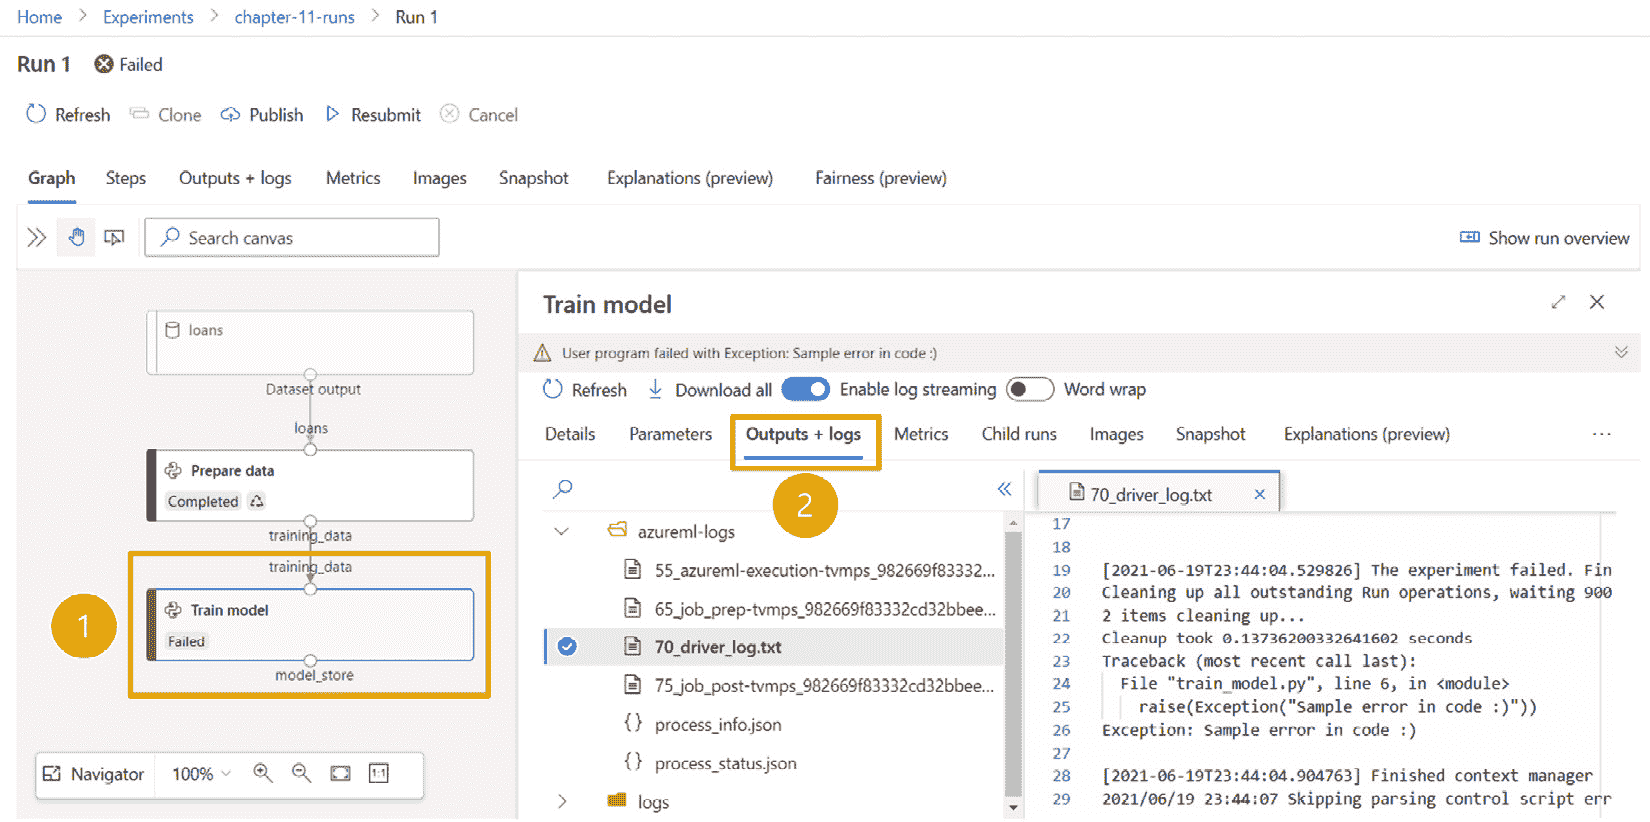 Home > Experiments > chapter-11-runs > Run 1
Run 1 Failed
Refresh Clone Publish Resubmit Cancel
Graph Steps Outputs + logs Metrics Images Snapshot Explanations (preview) Fairness (preview)
Search canvas
Show run overview
loans
Dataset output
loans
Prepare data
Completed
training_data
training_data
1
Train model
Failed
model_store
Navigator 100% 1:1
Train model
User program failed with Exception: Sample error in code :)
Refresh Download all Enable log streaming Word wrap
Details Parameters Outputs + logs Metrics Child runs Images Snapshot Explanations (preview) ...
2
azureml-logs
55_azureml-execution-tvmps_982669f83332...
65_job_prep-tvmps_982669f83332cd32bbee...
70_driver_log.txt
75_job_post-tvmps_982669f83332cd32bbee...
{} process_info.json
{} process_status.json
logs
70_driver_log.txt
17
18
19 [2021-06-19T23:44:04.529826] The experiment failed. Fin
20 Cleaning up all outstanding Run operations, waiting 900
21 2 items cleaning up...
22 Cleanup took 0.13736200332641602 seconds
23 Traceback (most recent call last):
24 File "train_model.py", line 6, in <module>
25 raise(Exception("Sample error in code :)"))
26 Exception: Sample error in code :)
27
28 [2021-06-19T23:44:04.904763] Finished context manager
29 2021/06/19 23:44:07 Skipping parsing control script err